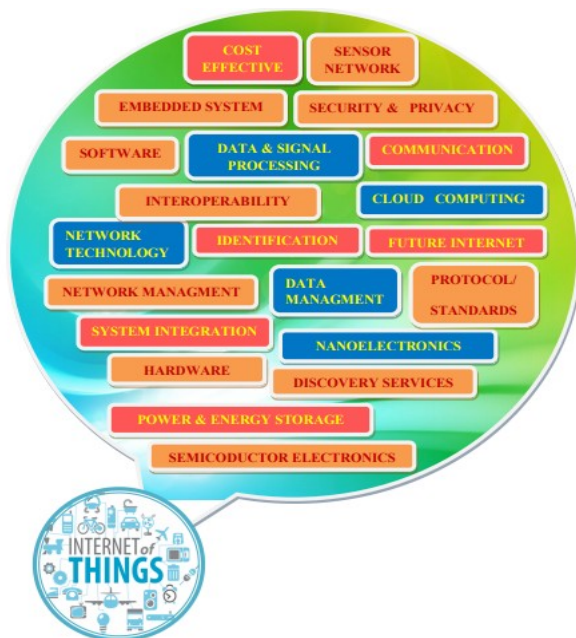 COST
EFFECTIVE
SENSOR
NETWORK
EMBEDDED SYSTEM
SECURITY & PRIVACY
SOFTWARE
DATA & SIGNAL
PROCESSING
COMMUNICATION
INTEROPERABILITY
CLOUD COMPUTING
NETWORK
TECHNOLOGY
IDENTIFICATION
FUTURE INTERNET
NETWORK MANAGMENT
DATA
MANAGMENT
PROTOCOL/
STANDARDS
SYSTEM INTEGRATION
NANOELECTRONICS
HARDWARE
DISCOVERY SERVICES
POWER & ENERGY STORAGE
SEMICODUCTOR ELECTRONICS
INTERNET of
THINGS